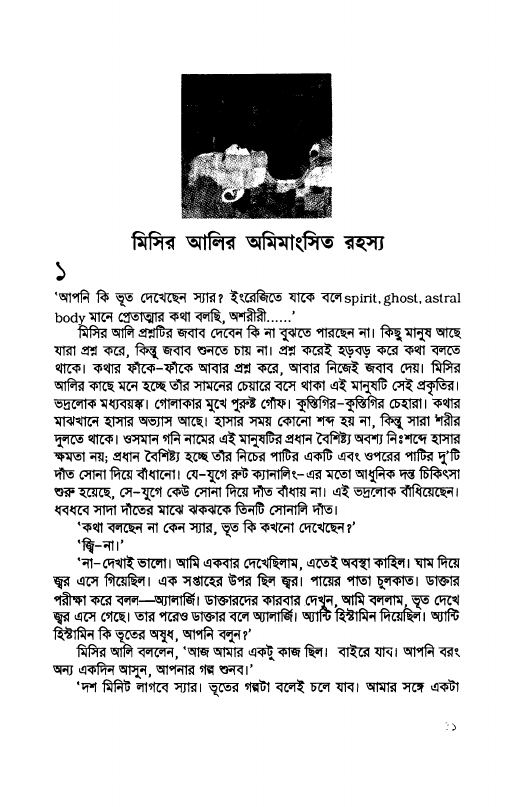 মিসির আলির অমিমাংসিত রহস্য
১
‘আপনি কি ভূত দেখেছেন স্যার? ইংরেজিতে যাকে বলে spirit, ghost, astral
body মানে প্রেতাত্মার কথা বলছি, অশরীরী......’
মিসির আলি প্রশ্নটির জবাব দেবেন কি না বুঝতে পারছেন না। কিছু মানুষ আছে
যারা প্রশ্ন করে, কিন্তু জবাব শুনতে চায় না। প্রশ্ন করেই হড়বড় করে কথা বলতে
থাকে। কথার ফাঁকে-ফাঁকে আবার প্রশ্ন করে, আবার নিজেই জবাব দেয়। মিসির
আলির কাছে মনে হচ্ছে তাঁর সামনের চেয়ারে বসে থাকা এই মানুষটি সেই প্রকৃতির।
ভদ্রলোক মধ্যবয়স্ক। গোলাকার মুখে পুরুষ্ট গোঁফ। কুস্তিগির-কুস্তিগির চেহারা। কথার
মাঝখানে হাসার অভ্যাস আছে। হাসার সময় কোনো শব্দ হয় না, কিন্তু সারা শরীর
দুলতে থাকে। ওসমান গনি নামের এই মানুষটির প্রধান বৈশিষ্ট্য অবশ্য নিঃশব্দে হাসার
ক্ষমতা নয়; প্রধান বৈশিষ্ট্য হচ্ছে তাঁর নিচের পাটির একটি এবং ওপরের পাটির দু’টি
দাঁত সোনা দিয়ে বাঁধানো। যে-যুগে রুট ক্যানালিং-এর মতো আধুনিক দন্ত চিকিৎসা
শুরু হয়েছে, সে-যুগে কেউ সোনা দিয়ে দাঁত বাঁধায় না। এই ভদ্রলোক বাঁধিয়েছেন।
ধবধবে সাদা দাঁতের মাঝে ঝকঝকে তিনটি সোনালি দাঁত।
‘কথা বলছেন না কেন স্যার, ভূত কি কখনো দেখেছেন?’
‘জ্বি-না।’
‘না-দেখাই ভালো। আমি একবার দেখেছিলাম, এতেই অবস্থা কাহিল। ঘাম দিয়ে
জ্বর এসে গিয়েছিল। এক সপ্তাহের উপর ছিল জ্বর। পায়ের পাতা চুলকাত। ডাক্তার
পরীক্ষা করে বলল—অ্যালার্জি। ডাক্তারদের কারবার দেখুন, আমি বললাম, ভূত দেখে
জ্বর এসে গেছে। তার পরেও ডাক্তার বলে অ্যালার্জি। অ্যান্টি হিস্টামিন দিয়েছিল। অ্যান্টি
হিস্টামিন কি ভূতের অষুধ, আপনি বলুন?’
মিসির আলি বললেন, ‘আজ আমার একটু কাজ ছিল। বাইরে যাব। আপনি বরং
অন্য একদিন আসুন, আপনার গল্প শুনব।’
‘দশ মিনিট লাগবে স্যার। ভূতের গল্পটা বলেই চলে যাব। আমার সঙ্গে একটা